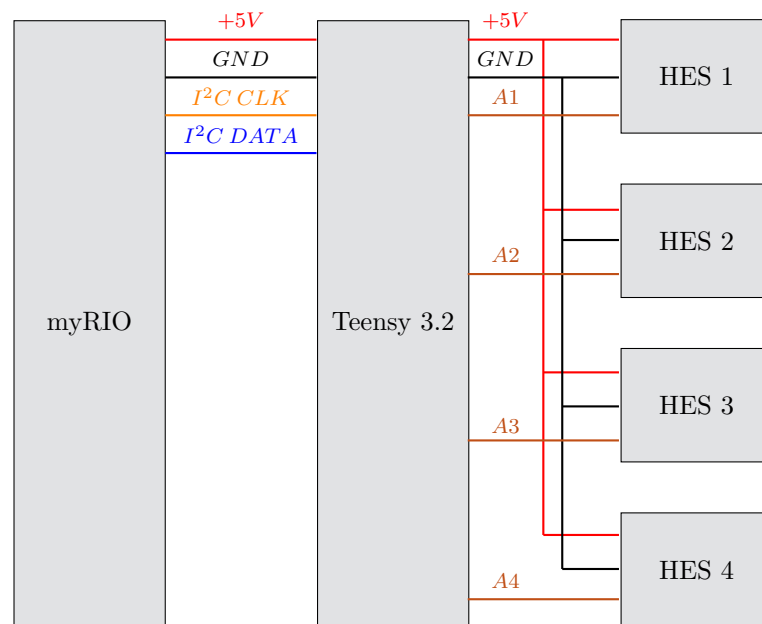 +5V
GND
I²C CLK
I²C DATA
myRIO
Teensy 3.2
+5V
GND
A1
A2
A3
A4
HES 1
HES 2
HES 3
HES 4